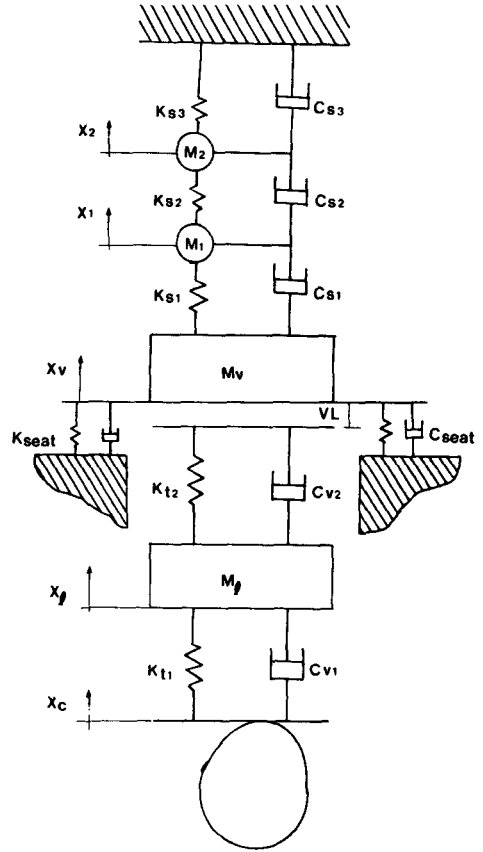 Ks3
Cs3
X2
M2
Ks2
Cs2
X1
M1
Ks1
Cs1
Mv
Xv
VL
Kseat
Cseat
Kt2
Cv2
Mℓ
Xℓ
Kt1
Cv1
Xc